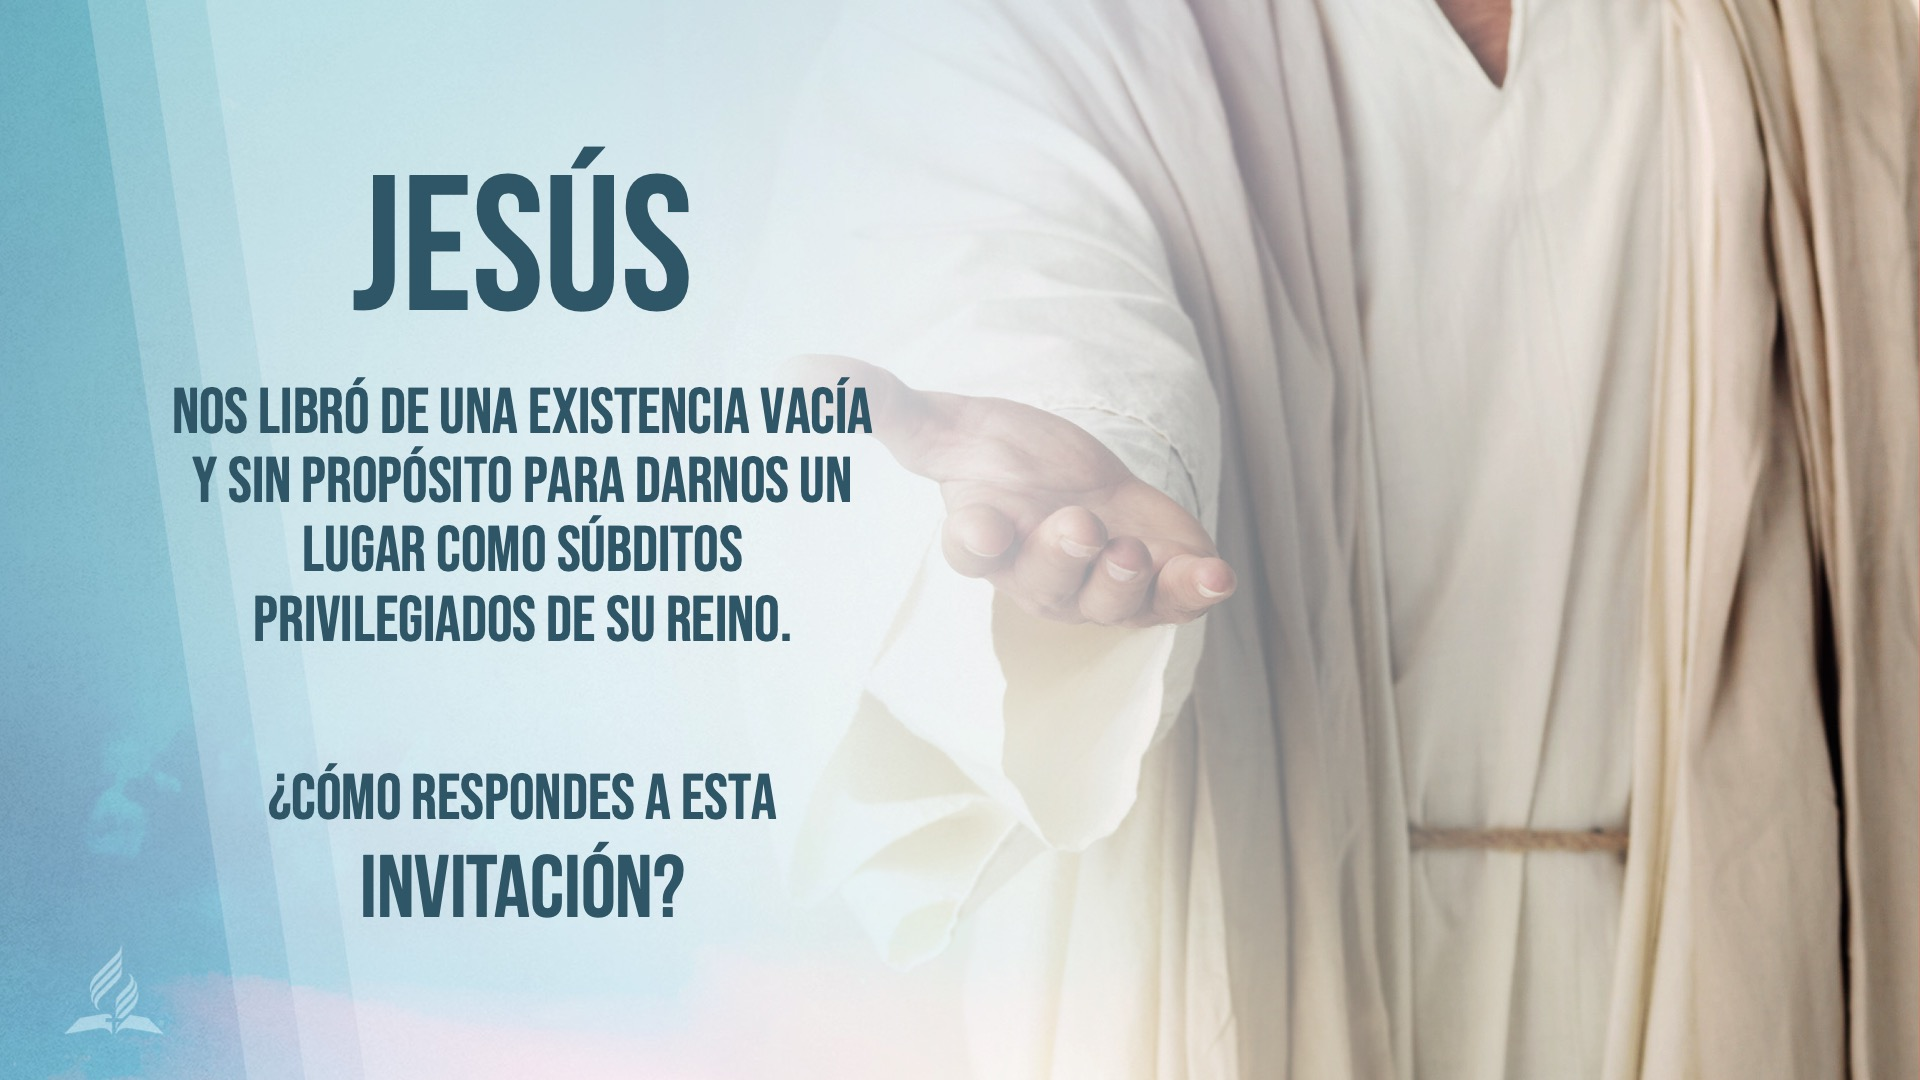 JESÚS
NOS LIBRÓ DE UNA EXISTENCIA VACÍA
Y SIN PROPÓSITO PARA DARNOS UN
LUGAR COMO SÚBDITOS
PRIVILEGIADOS DE SU REINO.
¿CÓMO RESPONDES A ESTA
INVITACIÓN?